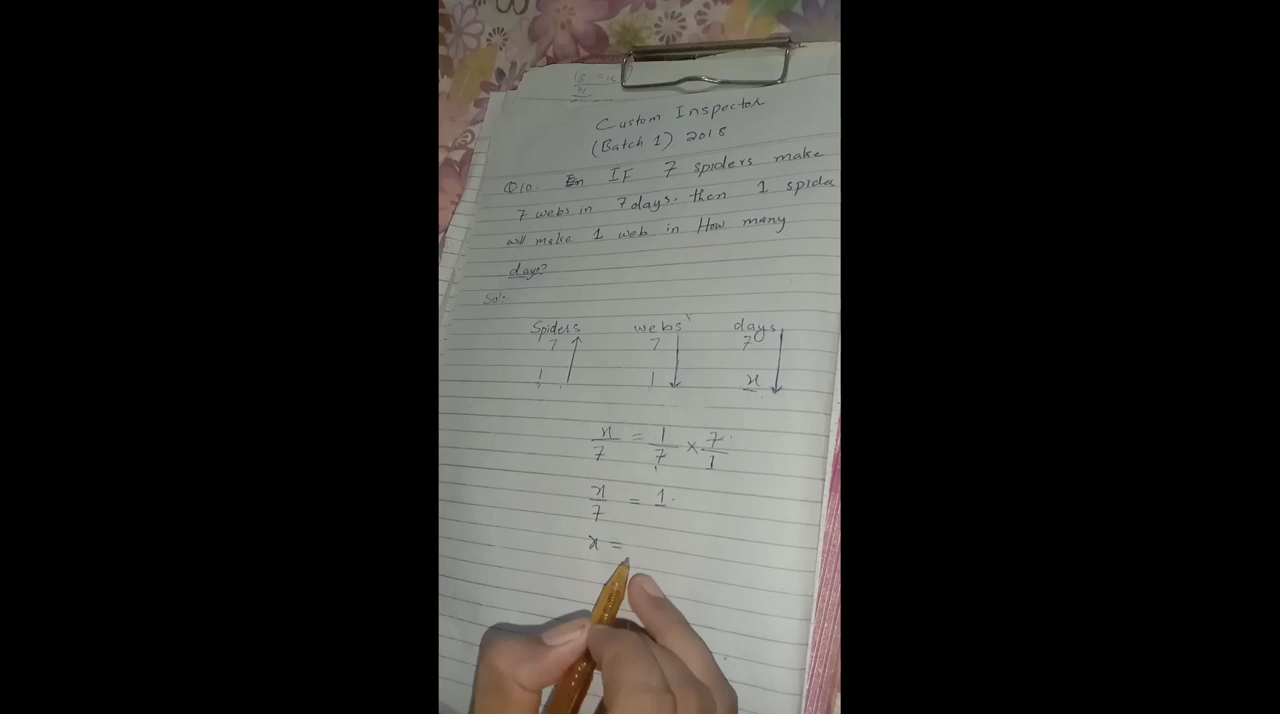 Custom Inspector
(Batch 1) 2018
Q10. IF 7 spiders make
7 webs in 7days. then 1 spider
will make 1 web in How many
days?
Sol:
Spiders webs days
7 7 7
1 1 x
x/7 = 1/7 × 7/1
x/7 = 1.
x =